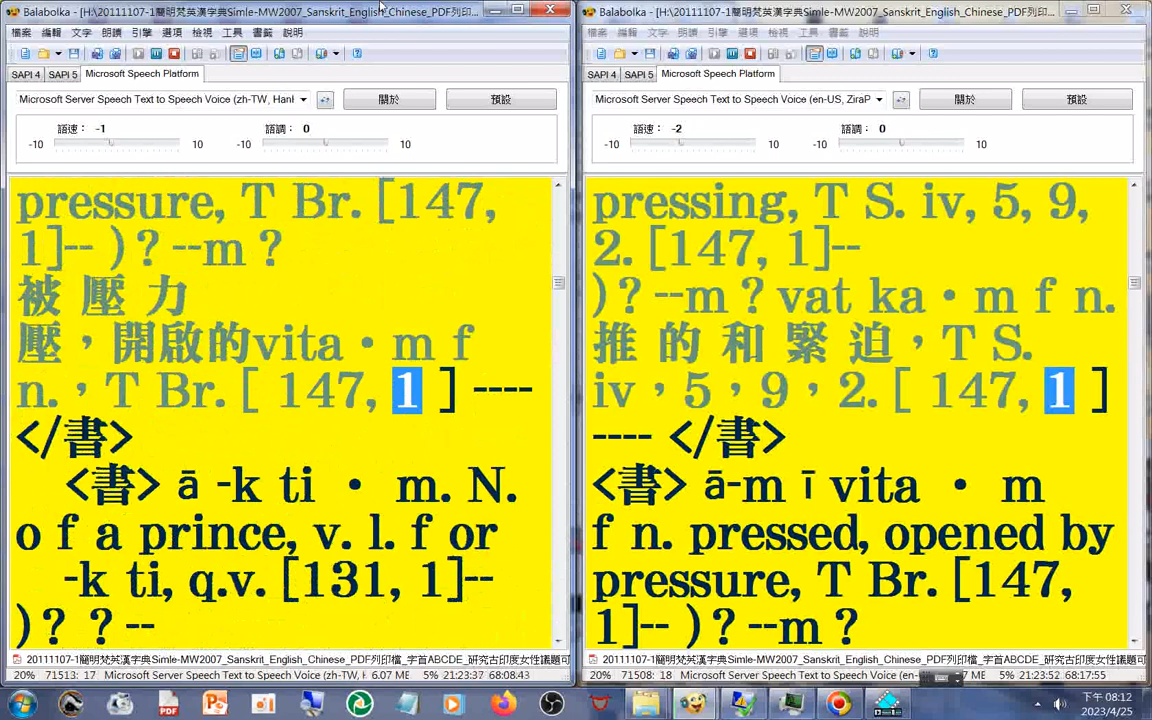 Balabolka - [H:\20111107-1簡明梵英漢字典Simle-MW2007_Sanskrit_English_Chinese_PDF列印...
檔案 編輯 文字 朗讀 引擎 選項 檢視 工具 書籤 說明
SAPI 4 SAPI 5 Microsoft Speech Platform
Microsoft Server Speech Text to Speech Voice (zh-TW, Hanl
關於 預設
語速： -1 語調： 0
-10 10 -10 10
pressure, T Br. [147,
1]-- )? --m ?
被 壓 力
壓，開啟的vita・m f
n.，T Br. [ 147, 1 ] ----
</書>
<書> ā -k ti ・ m. N.
o f a prince, v. l. f or
-k ti, q.v. [131, 1]--
)? ? --
20111107-1簡明梵英漢字典Simle-MW2007_Sanskrit_English_Chinese_PDF列印檔_字首ABCDE_研究古印度女性議題可
20% 71513: 17 Microsoft Server Speech Text to Speech Voice (zh-TW, H 6.07 MB 5% 21:23:37 68:08.43
Balabolka - [H:\20111107-1簡明梵英漢字典Simle-MW2007_Sanskrit_English_Chinese_PDF列印...
檔案 編輯 文字 朗讀 引擎 選項 檢視 工具 書籤 說明
SAPI 4 SAPI 5 Microsoft Speech Platform
Microsoft Server Speech Text to Speech Voice (en-US, ZiraP
關於 預設
語速： -2 語調： 0
-10 10 -10 10
pressing, T S. iv, 5, 9,
2. [147, 1]--
)? --m ? vat ka・m f n.
推 的 和 緊 迫，T S.
iv，5，9，2. [ 147, 1 ]
---- </書>
<書> ā-m ī vita ・ m
f n. pressed, opened by
pressure, T Br. [147,
1]-- )? --m ?
20111107-1簡明梵英漢字典Simle-MW2007_Sanskrit_English_Chinese_PDF列印檔_字首ABCDE_研究古印度女性議題可
20% 71508: 18 Microsoft Server Speech Text to Speech Voice 5% 21:23:37 68:17:55
下午 08:12
2023/4/25